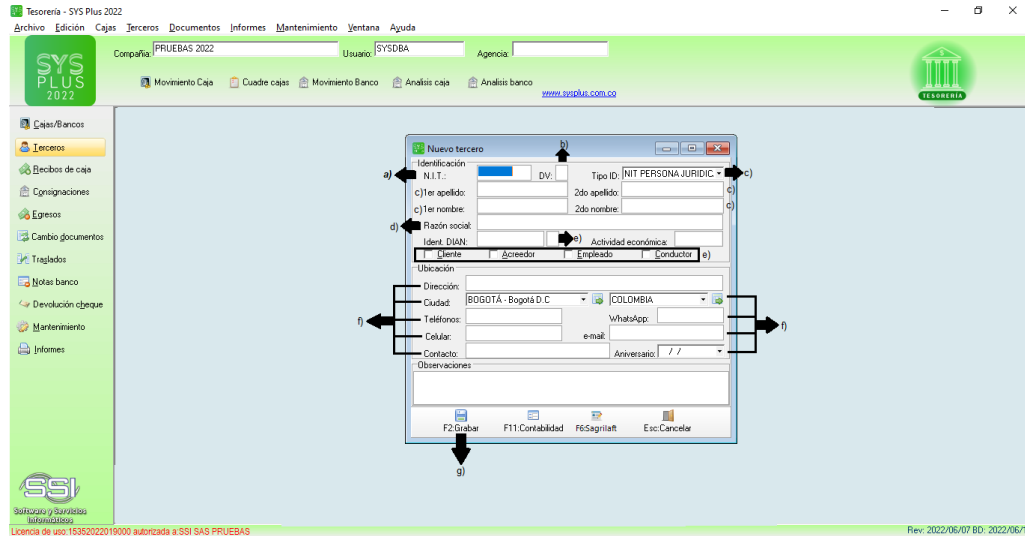 Tesorería - SYS Plus 2022
Archivo Edición Cajas Terceros Documentos Informes Mantenimiento Ventana Ayuda
SYS
PLUS
2022
Compañia: PRUEBAS 2022 Usuario: SYSDBA Agencia:
Movimiento Caja Cuadre cajas Movimiento Banco Analisis caja Analisis banco
www.sysplus.com.co
TESORERÍA
Cajas/Bancos
Terceros
Recibos de caja
Consignaciones
Egresos
Cambio documentos
Traslados
Notas banco
Devolución cheque
Mantenimiento
Informes
Nuevo tercero b)
Identificación
a) N.I.T.: DV: Tipo ID: NIT PERSONA JURIDIC c)
c) 1er apellido: 2do apellido: c)
c) 1er nombre: 2do nombre: c)
d) Razón social:
Ident. DIAN: e) Actividad económica:
Cliente Acreedor Empleado Conductor e)
Ubicación
Dirección:
Ciudad: BOGOTÁ - Bogotá D.C COLOMBIA
f) Teléfonos: WhatsApp: f)
Celular: e-mail:
Contacto: Aniversario: / /
Observaciones
F2:Grabar F11:Contabilidad F6:Sagrilaft Esc:Cancelar
g)
SSI
Software y Servicios
Informáticos
Licencia de uso:15352022019000 autorizada a:SSI SAS PRUEBAS
Rev: 2022/06/07 BD: 2022/06/1